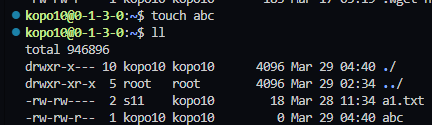 kopo10@0-1-3-0:~$ touch abc
kopo10@0-1-3-0:~$ ll
total 946896
drwxr-x--- 10 kopo10 kopo10 4096 Mar 29 04:40 ./
drwxr-xr-x 5 root root 4096 Mar 29 02:34 ../
-rw-rw---- 2 s11 kopo10 18 Mar 28 11:34 a1.txt
-rw-rw-r-- 1 kopo10 kopo10 0 Mar 29 04:40 abc